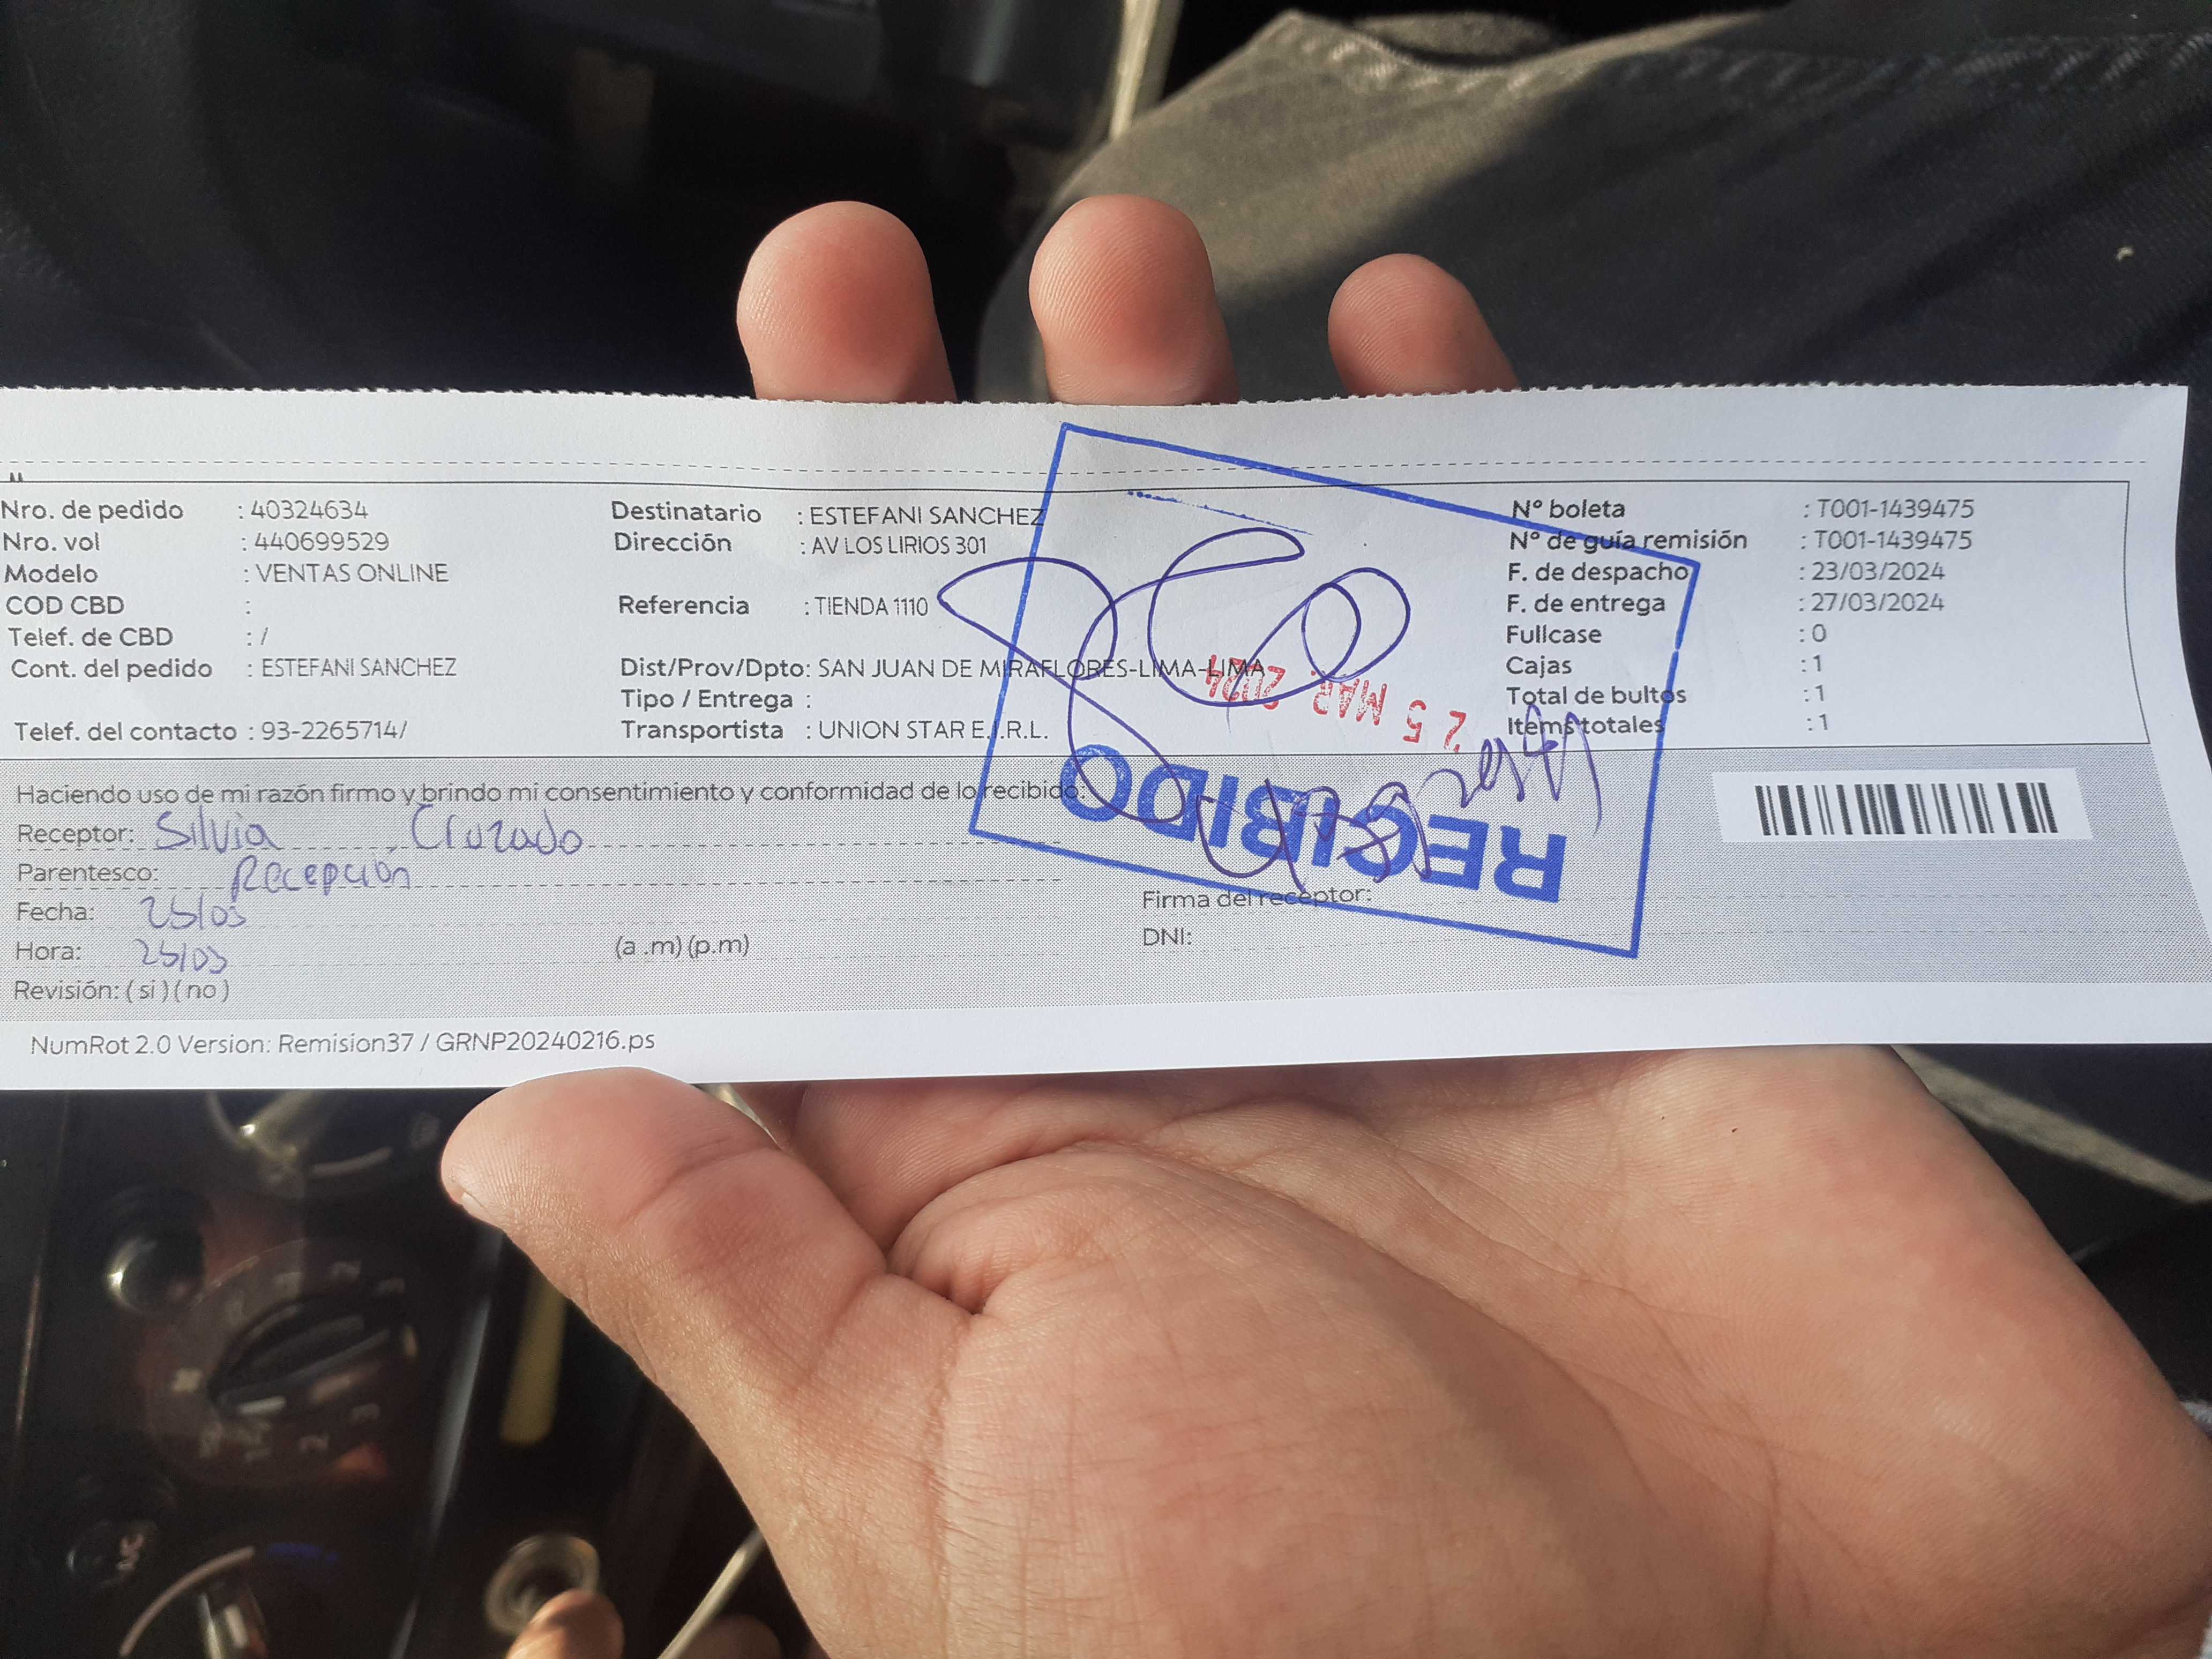 Nro. de pedido : 40324634
Nro. vol : 440699529
Modelo : VENTAS ONLINE
COD CBD :
Telef. de CBD : /
Cont. del pedido : ESTEFANI SANCHEZ
Telef. del contacto : 93-2265714/
Destinatario : ESTEFANI SANCHEZ
Dirección : AV LOS LIRIOS 301
Referencia : TIENDA 1110
Dist/Prov/Dpto: SAN JUAN DE MIRAFLORES-LIMA-LIMA
Tipo / Entrega :
Transportista : UNION STAR E.I.R.L.
Nº boleta : T001-1439475
Nº de guía remisión : T001-1439475
F. de despacho : 23/03/2024
F. de entrega : 27/03/2024
Fullcase : 0
Cajas : 1
Total de bultos : 1
Items totales : 1
RECIBIDO
25 MAR. 2024
Haciendo uso de mi razón firmo y brindo mi consentimiento y conformidad de lo recibido:
Receptor: Silvia Cruzado
Parentesco: Recepción
Fecha: 25/03
Hora: 25/03 (a .m) (p.m)
Revisión: ( si ) ( no )
Firma del receptor:
DNI:
NumRot 2.0 Version: Remision37 / GRNP20240216.ps